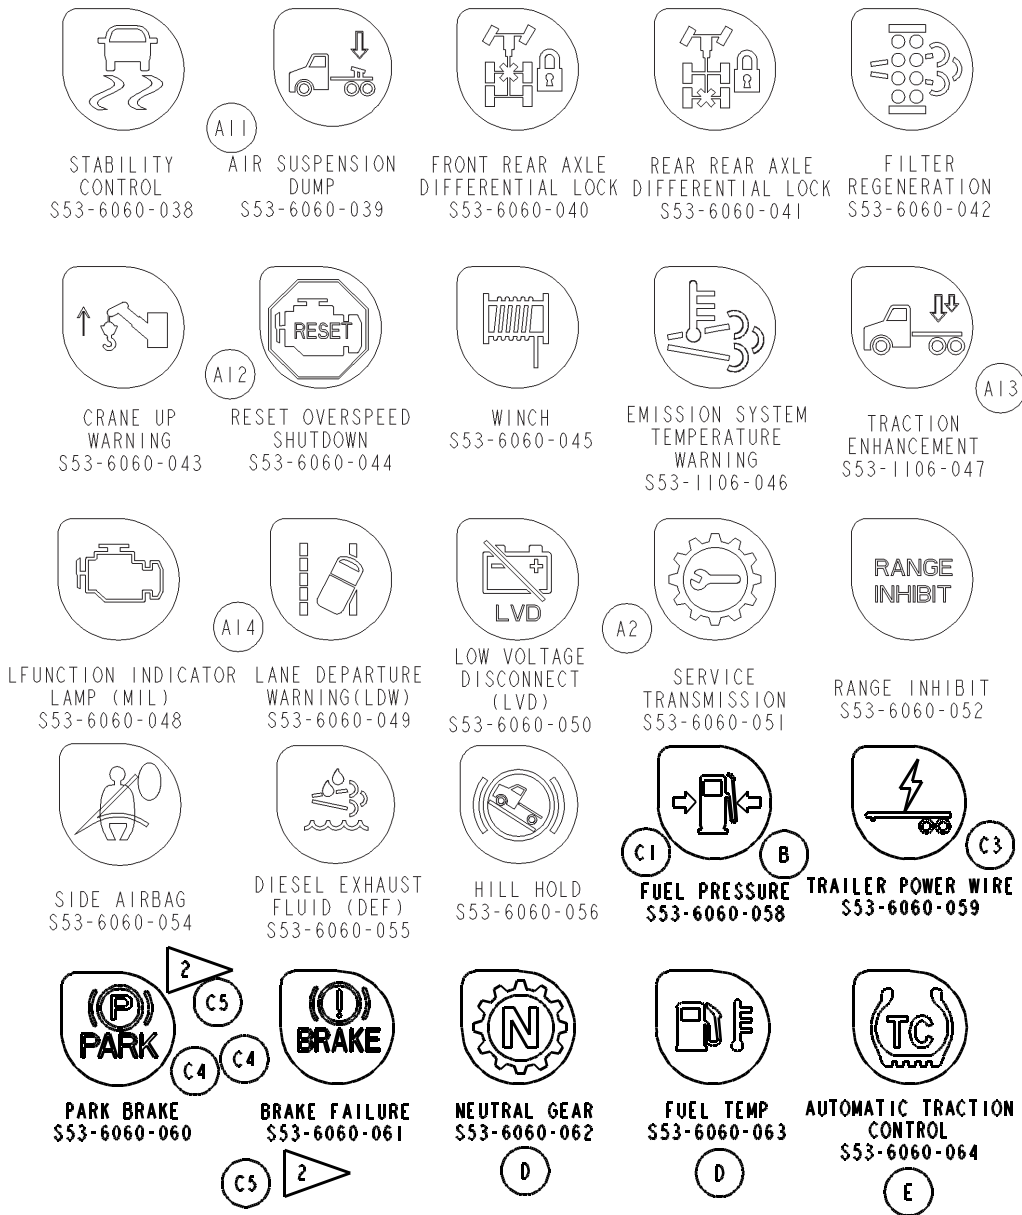 A11
STABILITY
CONTROL
S53-6060-038
AIR SUSPENSION
DUMP
S53-6060-039
FRONT REAR AXLE
DIFFERENTIAL LOCK
S53-6060-040
REAR REAR AXLE
DIFFERENTIAL LOCK
S53-6060-041
FILTER
REGENERATION
S53-6060-042
RESET
A12
A13
CRANE UP
WARNING
S53-6060-043
RESET OVERSPEED
SHUTDOWN
S53-6060-044
WINCH
S53-6060-045
EMISSION SYSTEM
TEMPERATURE
WARNING
S53-1106-046
TRACTION
ENHANCEMENT
S53-1106-047
LVD
RANGE
INHIBIT
A14
A2
LFUNCTION INDICATOR
LAMP (MIL)
S53-6060-048
LANE DEPARTURE
WARNING(LDW)
S53-6060-049
LOW VOLTAGE
DISCONNECT
(LVD)
S53-6060-050
SERVICE
TRANSMISSION
S53-6060-051
RANGE INHIBIT
S53-6060-052
C1
B
C3
SIDE AIRBAG
S53-6060-054
DIESEL EXHAUST
FLUID (DEF)
S53-6060-055
HILL HOLD
S53-6060-056
FUEL PRESSURE
S53-6060-058
TRAILER POWER WIRE
S53-6060-059
2
C5
P
PARK
C4
C4
!
BRAKE
N
TC
PARK BRAKE
S53-6060-060
BRAKE FAILURE
S53-6060-061
NEUTRAL GEAR
S53-6060-062
FUEL TEMP
S53-6060-063
AUTOMATIC TRACTION
CONTROL
S53-6060-064
C5
2
D
D
E